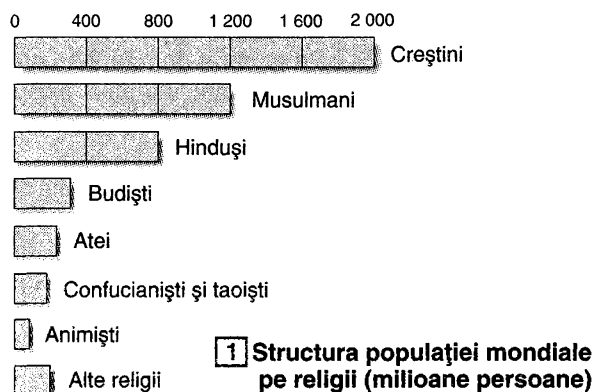 0 400 800 1 200 1 600 2 000
Creştini
Musulmani
Hinduşi
Budişti
Atei
Confucianişti şi taoişti
Animişti
Alte religii
1 Structura populaţiei mondiale
pe religii (milioane persoane)